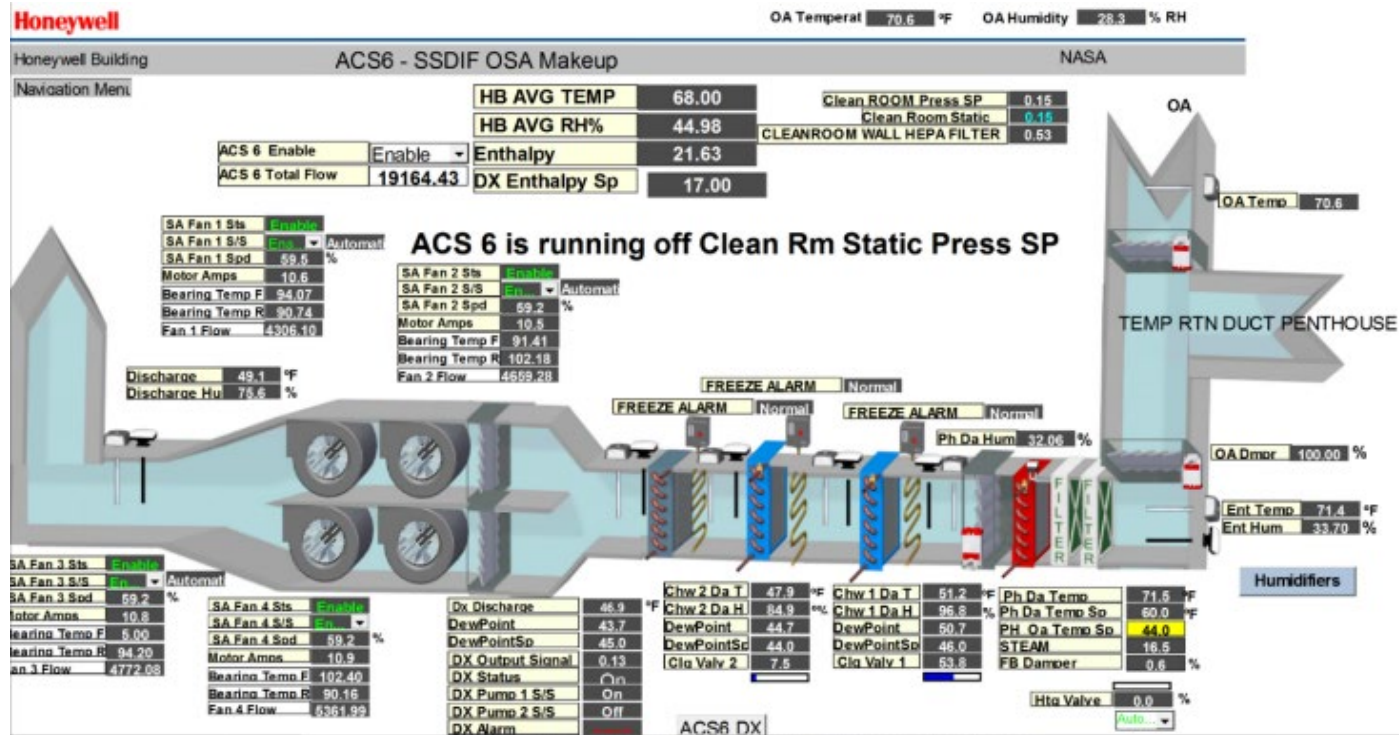 Honeywell
OA Temperat 70.6 ºF OA Humidity 28.3 % RH
Honeywell Building ACS6 - SSDIF OSA Makeup NASA
Navigation Menu
HB AVG TEMP 68.00
HB AVG RH% 44.98
Enthalpy 21.63
DX Enthalpy Sp 17.00
Clean ROOM Press SP 0.15
Clean Room Static 0.15
CLEANROOM WALL HEPA FILTER 0.53
ACS 6 Enable Enable
ACS 6 Total Flow 19164.43
OA
OA Temp 70.6
ACS 6 is running off Clean Rm Static Press SP
SA Fan 1 Sts Enable
SA Fan 1 S/S Ena... Automati
SA Fan 1 Spd 59.5 %
Motor Amps 10.6
Bearing Temp F 94.07
Bearing Temp R 90.74
Fan 1 Flow 4306.10
SA Fan 2 Sts Enable
SA Fan 2 S/S En... Automati
SA Fan 2 Spd 59.2 %
Motor Amps 10.5
Bearing Temp F 91.41
Bearing Temp R 102.18
Fan 2 Flow 4659.28
TEMP RTN DUCT PENTHOUSE
Discharge 49.1 ºF
Discharge Hu 75.6 %
FREEZE ALARM Normal
FREEZE ALARM Normal
FREEZE ALARM Normal
Ph Da Hum 32.06 %
OA Dmpr 100.00 %
FILTER
FILTER
Ent Temp 71.4 ºF
Ent Hum 33.70 %
Humidifiers
SA Fan 3 Sts Enable
SA Fan 3 S/S En... Automati
SA Fan 3 Spd 59.2 %
Motor Amps 10.8
Bearing Temp F 5.00
Bearing Temp R 94.20
an 3 Flow 4772.08
SA Fan 4 Sts Enable
SA Fan 4 S/S En...
SA Fan 4 Spd 59.2 %
Motor Amps 10.9
Bearing Temp F 102.40
Bearing Temp R 90.16
Fan 4 Flow 5361.99
Dx Discharge 46.9 ºF
DewPoint 43.7
DewPointSp 45.0
DX Output Signal 0.13
DX Status On
DX Pump 1 S/S On
DX Pump 2 S/S Off
DX Alarm
Chw 2 Da T 47.9 ºF
Chw 2 Da H 84.9 %
DewPoint 44.7
DewPointSp 44.0
Clg Valv 2 7.5
Chw 1 Da T 51.2 ºF
Chw 1 Da H 96.8 %
DewPoint 50.7
DewPointSp 46.0
Clg Valv 1 53.8
Ph Da Temp 71.5 ºF
Ph Da Temp Sp 60.0 ºF
PH Oa Temp Sp 44.0
STEAM 16.5
FB Damper 0.6 %
Htg Valve 0.0 %
Auto...
ACS6 DX